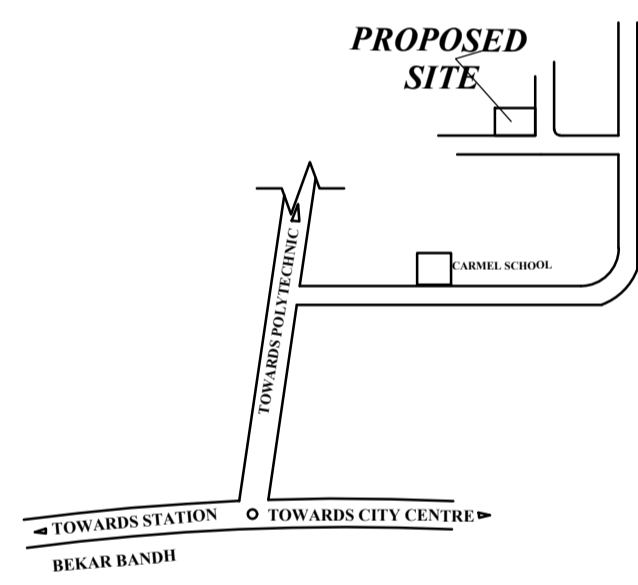 PROPOSED
SITE
CARMEL SCHOOL
TOWARDS POLYTECHNIC
TOWARDS STATION
TOWARDS CITY CENTRE
BEKAR BANDH